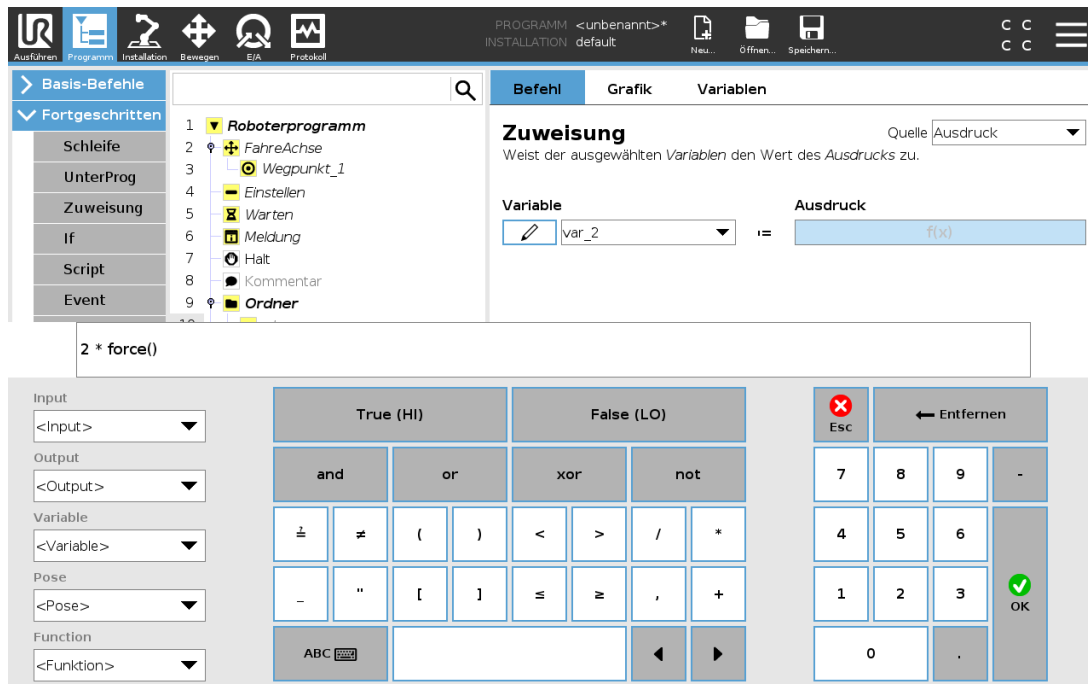 PROGRAMM <unbenannt>*
INSTALLATION default
Ausführen Programm Installation Bewegen E/A Protokoll Neu... Öffnen... Speichern...
C C
C C
Basis-Befehle
Fortgeschritten
Schleife
UnterProg
Zuweisung
If
Script
Event
1 Roboterprogramm
2 FahreAchse
3 Wegpunkt_1
4 Einstellen
5 Warten
6 Meldung
7 Halt
8 Kommentar
9 Ordner
Befehl Grafik Variablen
Zuweisung Quelle Ausdruck
Weist der ausgewählten Variablen den Wert des Ausdrucks zu.
Variable Ausdruck
var_2 := f(x)
2 * force()
Input
<Input>
Output
<Output>
Variable
<Variable>
Pose
<Pose>
Function
<Funktion>
True (HI) False (LO)
and or xor not
≟ ≠ ( ) < > / *
_ " [ ] ≤ ≥ , +
ABC
Esc Entfernen
7 8 9 -
4 5 6
1 2 3 OK
0 .